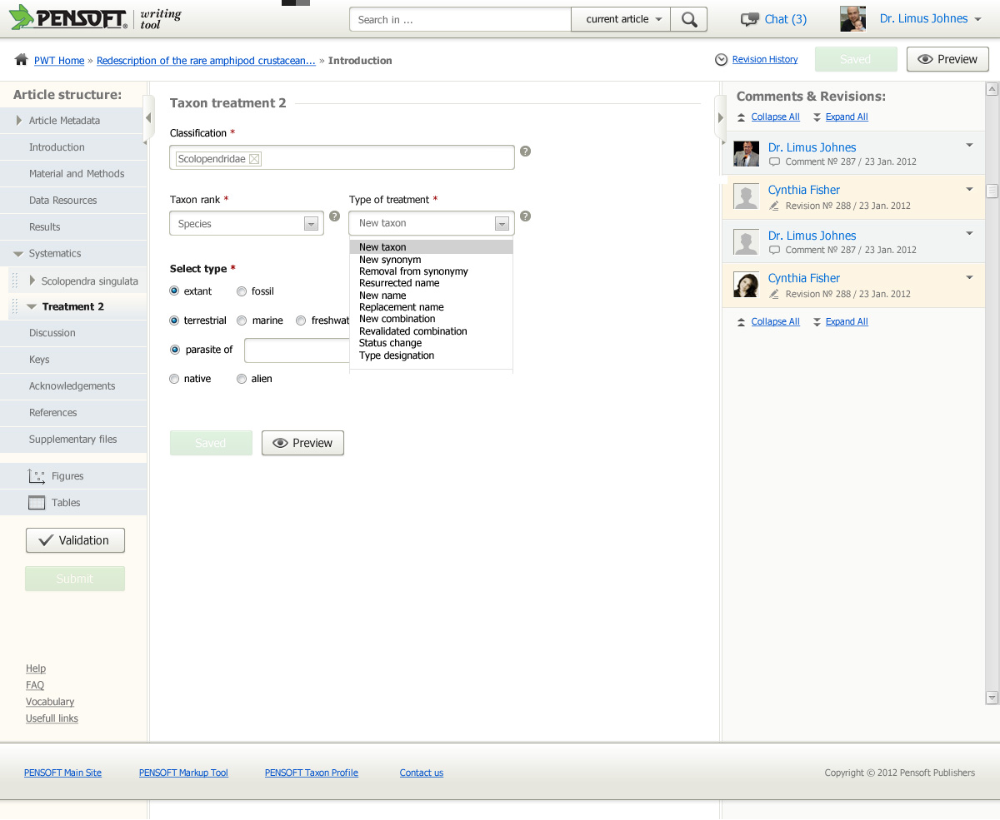 PENSOFT® writing tool
Search in ...
current article
Chat (3)
Dr. Limus Johnes
PWT Home » Redescription of the rare amphipod crustacean... » Introduction
Revision History
Saved
Preview
Article structure:
Article Metadata
Introduction
Material and Methods
Data Resources
Results
Systematics
Scolopendra singulata
Treatment 2
Discussion
Keys
Acknowledgements
References
Supplementary files
Figures
Tables
Validation
Submit
Help
FAQ
Vocabulary
Usefull links
Taxon treatment 2
Classification *
Scolopendridae
?
Taxon rank *
Type of treatment *
Species
?
New taxon
?
New taxon
New synonym
Removal from synonymy
Resurrected name
New name
Replacement name
New combination
Revalidated combination
Status change
Type designation
Select type *
extant
fossil
terrestrial
marine
freshwat
parasite of
native
alien
Saved
Preview
Comments & Revisions:
Collapse All
Expand All
Dr. Limus Johnes
Comment № 287 / 23 Jan. 2012
Cynthia Fisher
Revision № 288 / 23 Jan. 2012
Dr. Limus Johnes
Comment № 287 / 23 Jan. 2012
Cynthia Fisher
Revision № 288 / 23 Jan. 2012
Collapse All
Expand All
PENSOFT Main Site
PENSOFT Markup Tool
PENSOFT Taxon Profile
Contact us
Copyright © 2012 Pensoft Publishers